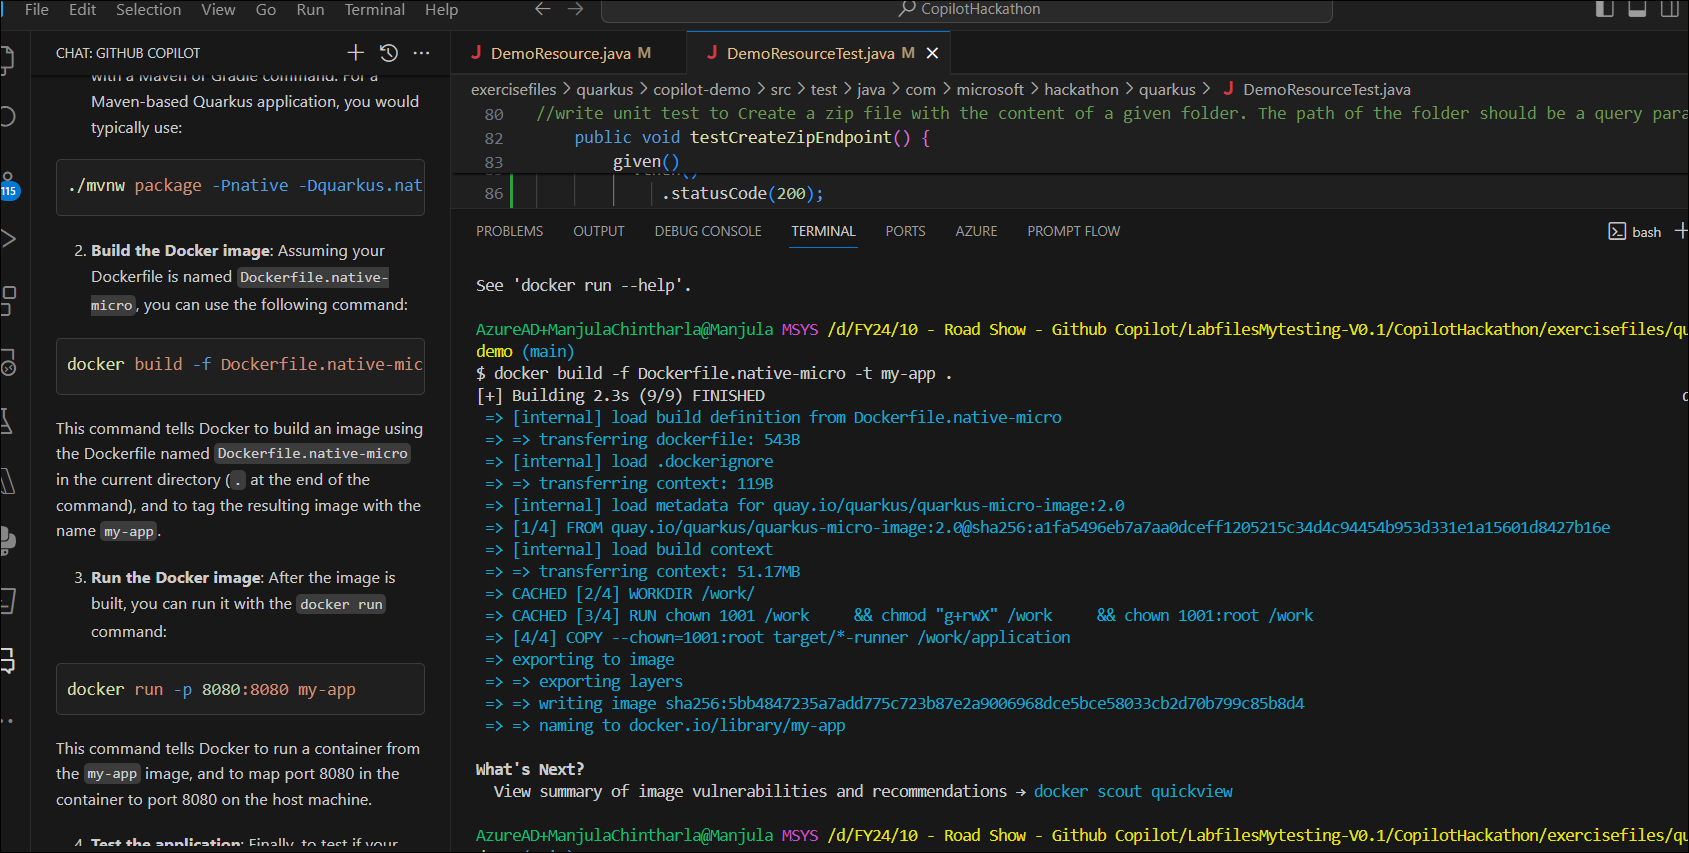 File Edit Selection View Go Run Terminal Help
CopilotHackathon
CHAT: GITHUB COPILOT
with a Maven or Gradle command. For a
Maven-based Quarkus application, you would
typically use:
./mvnw package -Pnative -Dquarkus.nat
2. Build the Docker image: Assuming your
Dockerfile is named Dockerfile.native-
micro, you can use the following command:
docker build -f Dockerfile.native-mic
This command tells Docker to build an image using
the Dockerfile named Dockerfile.native-micro
in the current directory (. at the end of the
command), and to tag the resulting image with the
name my-app.
3. Run the Docker image: After the image is
built, you can run it with the docker run
command:
docker run -p 8080:8080 my-app
This command tells Docker to run a container from
the my-app image, and to map port 8080 in the
container to port 8080 on the host machine.
4. Test the application: Finally, to test if your
115
DemoResource.java M
DemoResourceTest.java M
exercisefiles > quarkus > copilot-demo > src > test > java > com > microsoft > hackathon > quarkus > DemoResourceTest.java
80 //write unit test to Create a zip file with the content of a given folder. The path of the folder should be a query para
82 public void testCreateZipEndpoint() {
83 given()
86 .statusCode(200);
PROBLEMS OUTPUT DEBUG CONSOLE TERMINAL PORTS AZURE PROMPT FLOW
bash
See 'docker run --help'.
AzureAD+ManjulaChintharla@Manjula MSYS /d/FY24/10 - Road Show - Github Copilot/LabfilesMytesting-V0.1/CopilotHackathon/exercisefiles/qu
demo (main)
$ docker build -f Dockerfile.native-micro -t my-app .
[+] Building 2.3s (9/9) FINISHED
=> [internal] load build definition from Dockerfile.native-micro
=> => transferring dockerfile: 543B
=> [internal] load .dockerignore
=> => transferring context: 119B
=> [internal] load metadata for quay.io/quarkus/quarkus-micro-image:2.0
=> [1/4] FROM quay.io/quarkus/quarkus-micro-image:2.0@sha256:a1fa5496eb7a7aa0dceff1205215c34d4c94454b953d331e1a15601d8427b16e
=> [internal] load build context
=> => transferring context: 51.17MB
=> CACHED [2/4] WORKDIR /work/
=> CACHED [3/4] RUN chown 1001 /work && chmod "g+rwX" /work && chown 1001:root /work
=> [4/4] COPY --chown=1001:root target/*-runner /work/application
=> exporting to image
=> => exporting layers
=> => writing image sha256:5bb4847235a7add775c723b87e2a9006968dce5bce58033cb2d70b799c85b8d4
=> => naming to docker.io/library/my-app
What's Next?
View summary of image vulnerabilities and recommendations → docker scout quickview
AzureAD+ManjulaChintharla@Manjula MSYS /d/FY24/10 - Road Show - Github Copilot/LabfilesMytesting-V0.1/CopilotHackathon/exercisefiles/qu